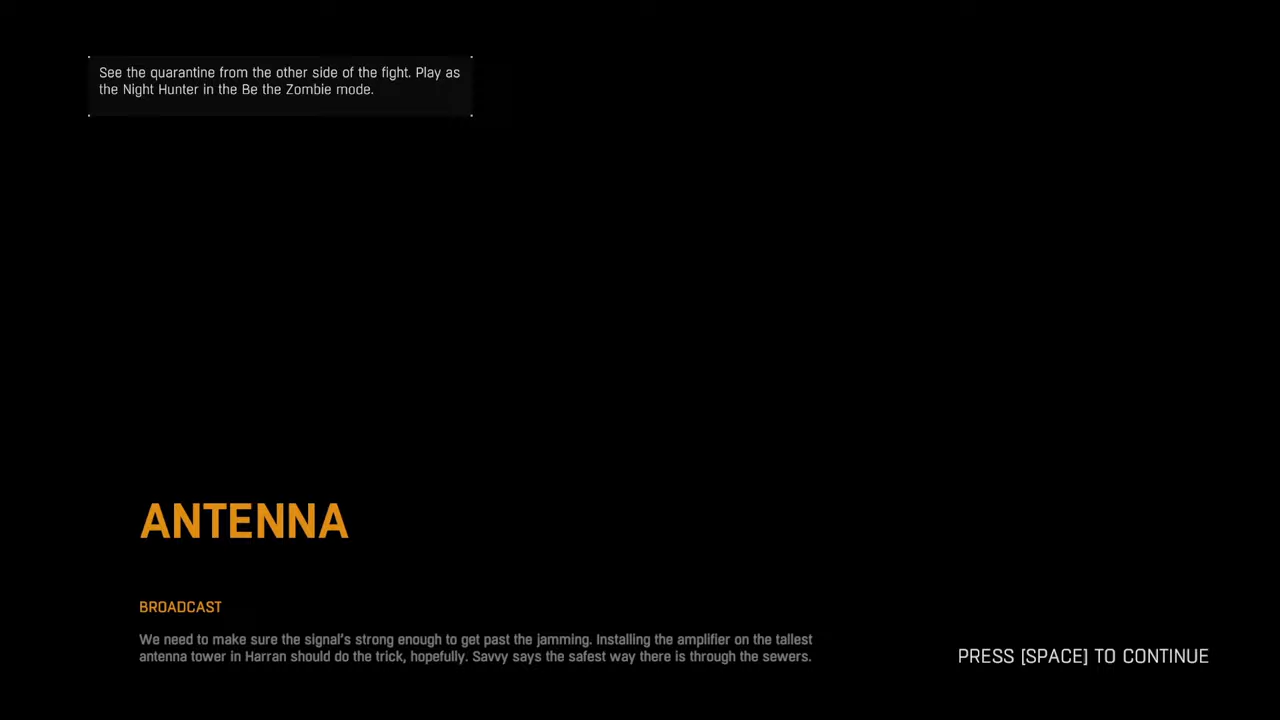 See the quarantine from the other side of the fight. Play as
the Night Hunter in the Be the Zombie mode.
ANTENNA
BROADCAST
We need to make sure the signal's strong enough to get past the jamming. Installing the amplifier on the tallest
antenna tower in Harran should do the trick, hopefully. Savvy says the safest way there is through the sewers.
PRESS [SPACE] TO CONTINUE